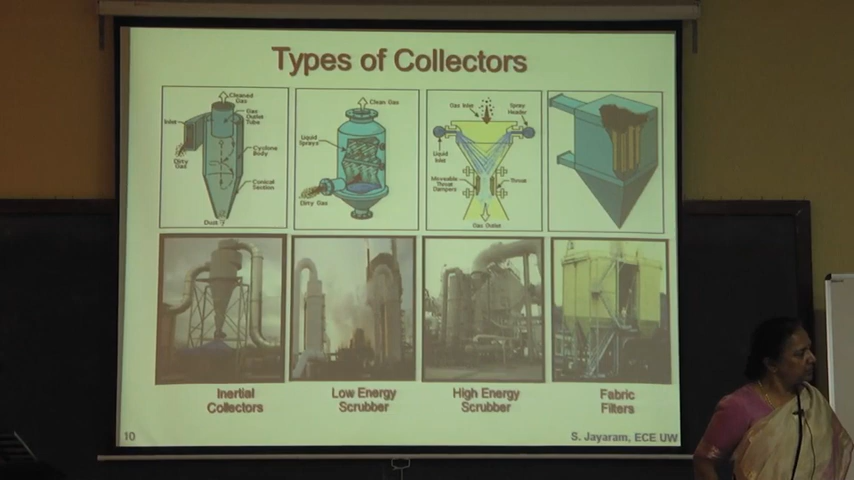 Types of Collectors
Cleaned
Gas
Gas
Outlet
Tube
Inlet
Dirty
Gas
Cyclone
Body
Conical
Section
Dust
Clean Gas
Liquid
Sprays
Dirty Gas
Gas Inlet
Spray
Header
Liquid
Inlet
Moveable
Throat
Dampers
Throat
Gas Outlet
Inertial
Collectors
Low Energy
Scrubber
High Energy
Scrubber
Fabric
Filters
10
S. Jayaram, ECE UW